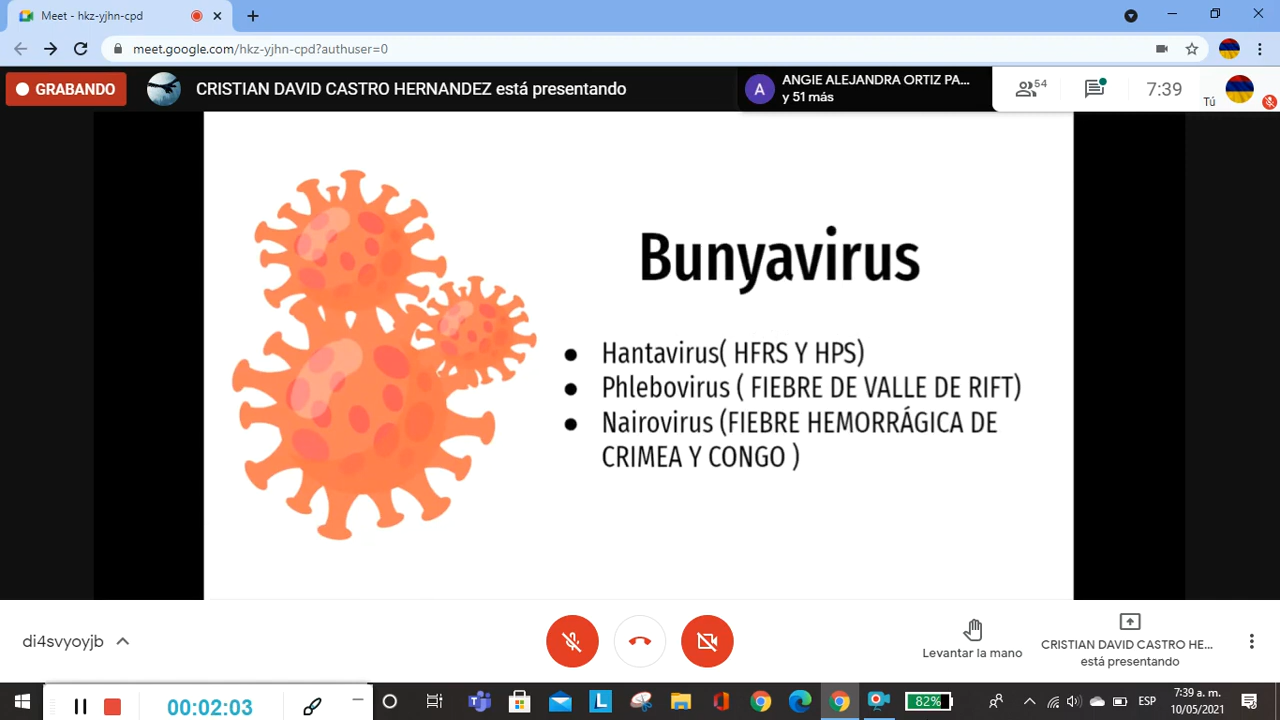 Meet - hkz-yjhn-cpd
meet.google.com/hkz-yjhn-cpd?authuser=0
GRABANDO
CRISTIAN DAVID CASTRO HERNANDEZ está presentando
A
ANGIE ALEJANDRA ORTIZ PA...
y 51 más
54
7:39
Tú
Bunyavirus
● Hantavirus( HFRS Y HPS)
● Phlebovirus ( FIEBRE DE VALLE DE RIFT)
● Nairovirus (FIEBRE HEMORRÁGICA DE
CRIMEA Y CONGO )
di4svyoyjb
Levantar la mano
CRISTIAN DAVID CASTRO HE...
está presentando
00:02:03
L
82%
ESP
7:39 a. m.
10/05/2021